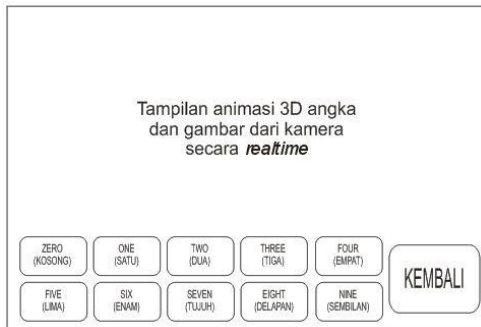 Tampilan animasi 3D angka
dan gambar dari kamera
secara realtime
ZERO
(KOSONG)
ONE
(SATU)
TWO
(DUA)
THREE
(TIGA)
FOUR
(EMPAT)
FIVE
(LIMA)
SIX
(ENAM)
SEVEN
(TUJUH)
EIGHT
(DELAPAN)
NINE
(SEMBILAN)
KEMBALI